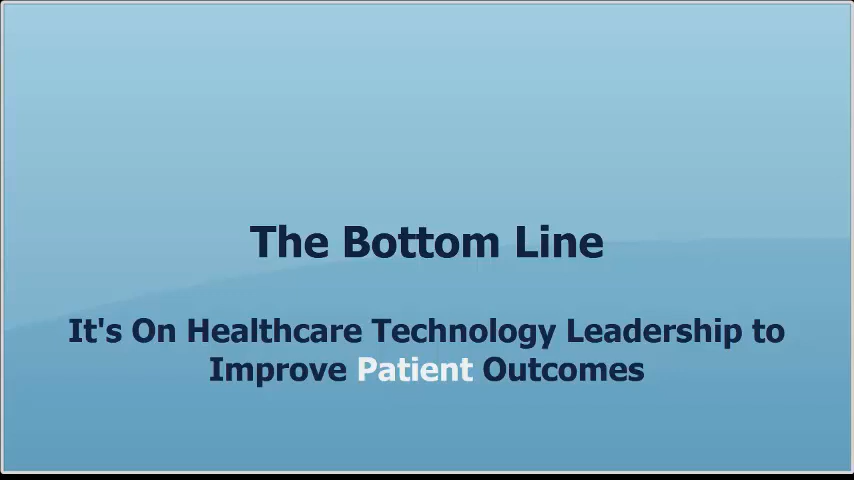 The Bottom Line
It's On Healthcare Technology Leadership to
Improve Patient Outcomes